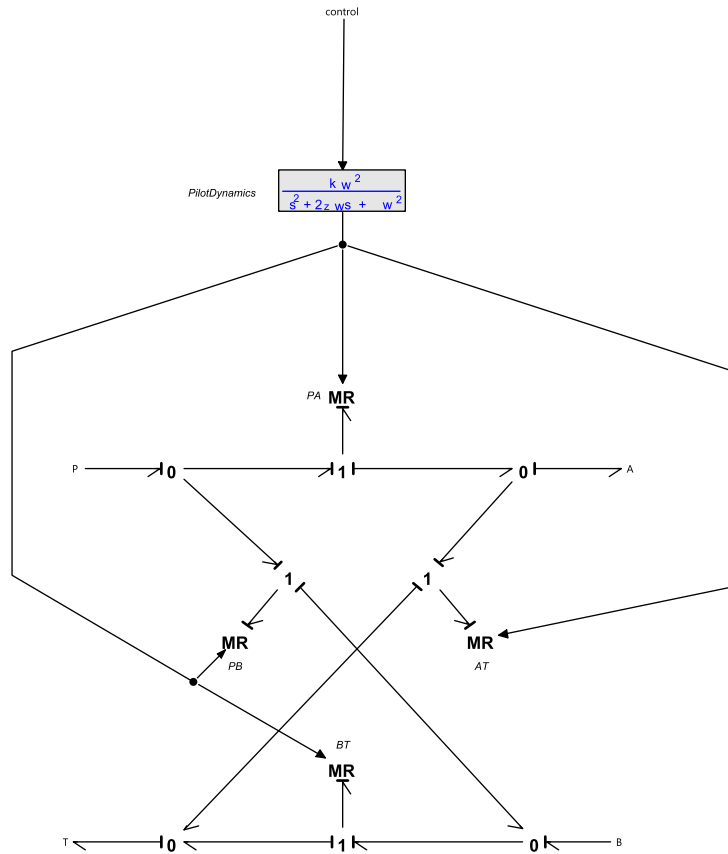 control
PilotDynamics
k w 2
s 2 + 2 z w s + w 2
PA MR
P 0 1 0 A
1 1
MR MR
PB AT
BT
MR
T 0 1 0 B